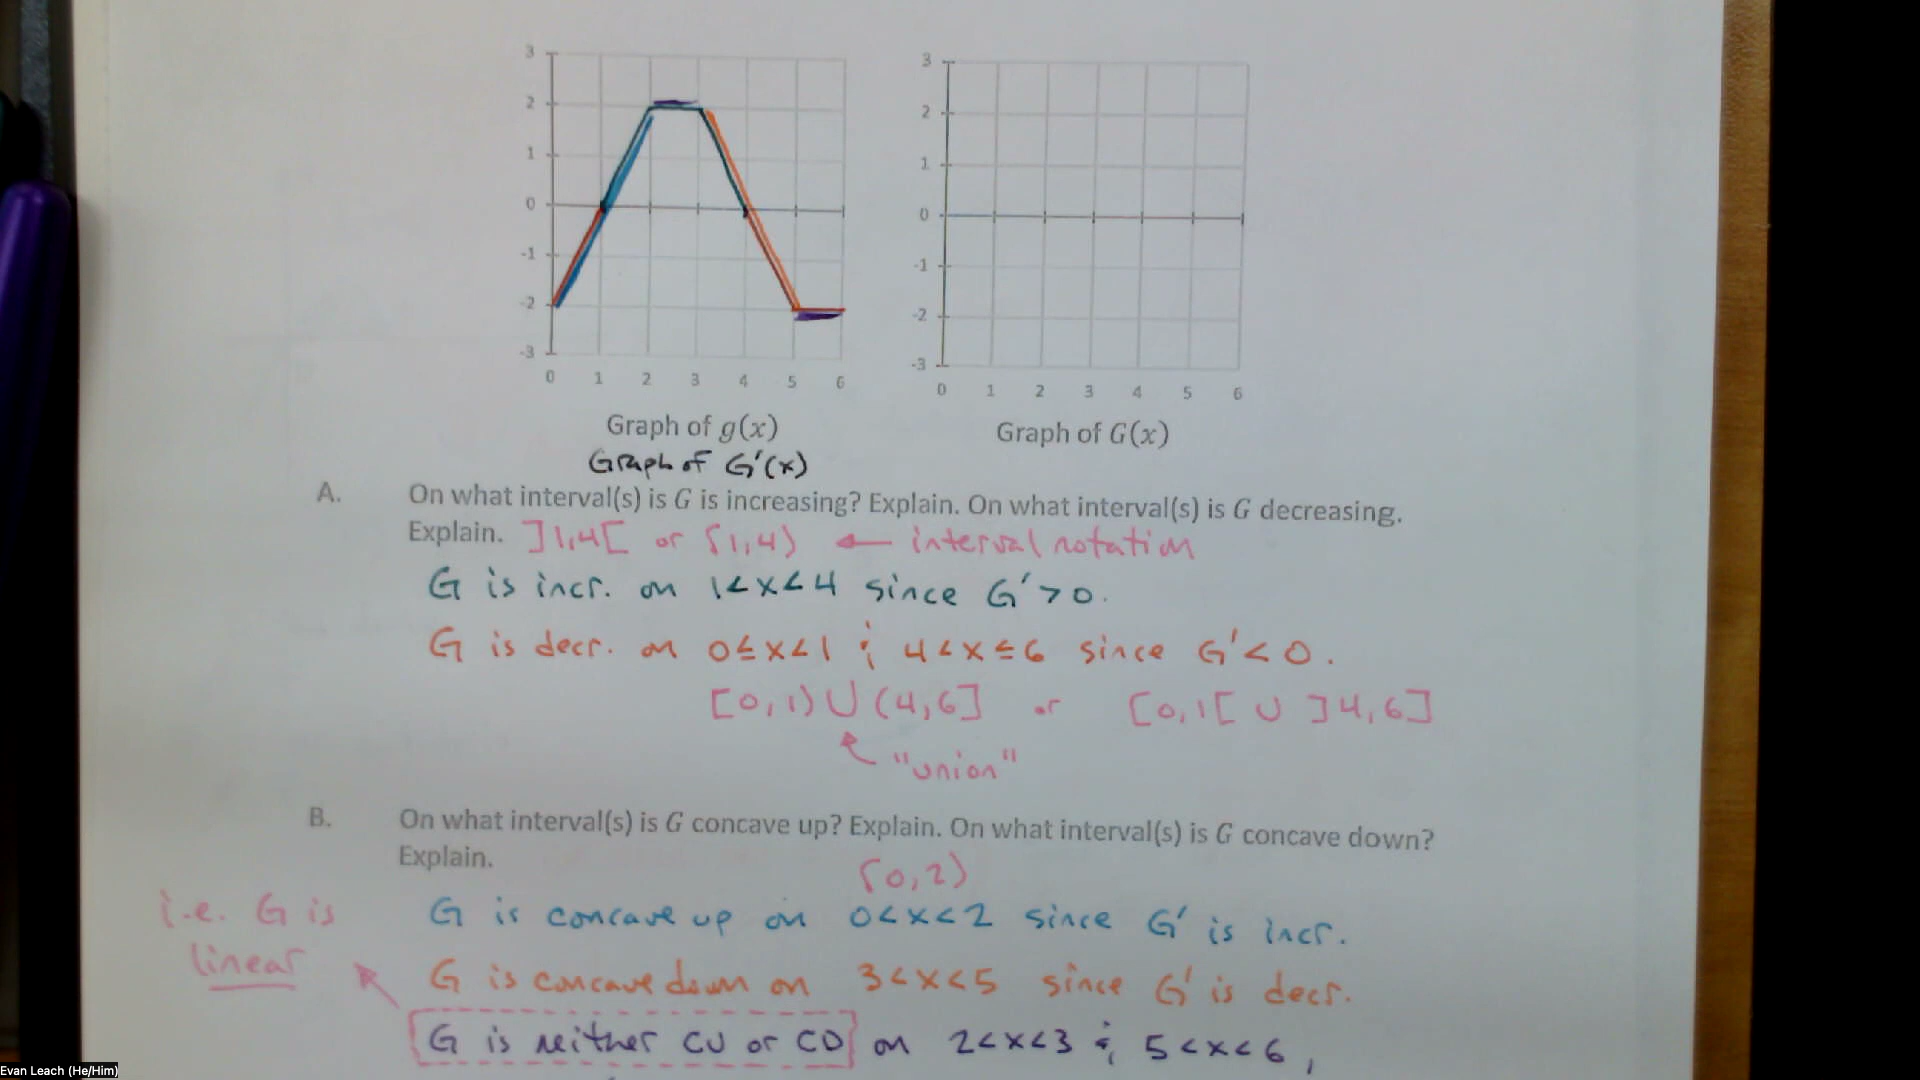 3
2
1
0
-1
-2
-3
0 1 2 3 4 5 6
Graph of g(x)
Graph of G'(x)
3
2
1
0
-1
-2
-3
0 1 2 3 4 5 6
Graph of G(x)
A. On what interval(s) is G is increasing? Explain. On what interval(s) is G decreasing.
Explain. ]1,4[ or (1,4) ← interval notation
G is incr. on 1<x<4 since G'>0.
G is decr. on 0≤x<1 & 4<x≤6 since G'<0.
[0,1)∪(4,6] or [0,1[ ∪ ]4,6]
"union"
B. On what interval(s) is G concave up? Explain. On what interval(s) is G concave down?
Explain.
(0,2)
i.e. G is
linear
G is concave up on 0<x<2 since G' is incr.
G is concave down on 3<x<5 since G' is decr.
G is neither CU or CD on 2<x<3 & 5<x<6,
Evan Leach (He/Him)